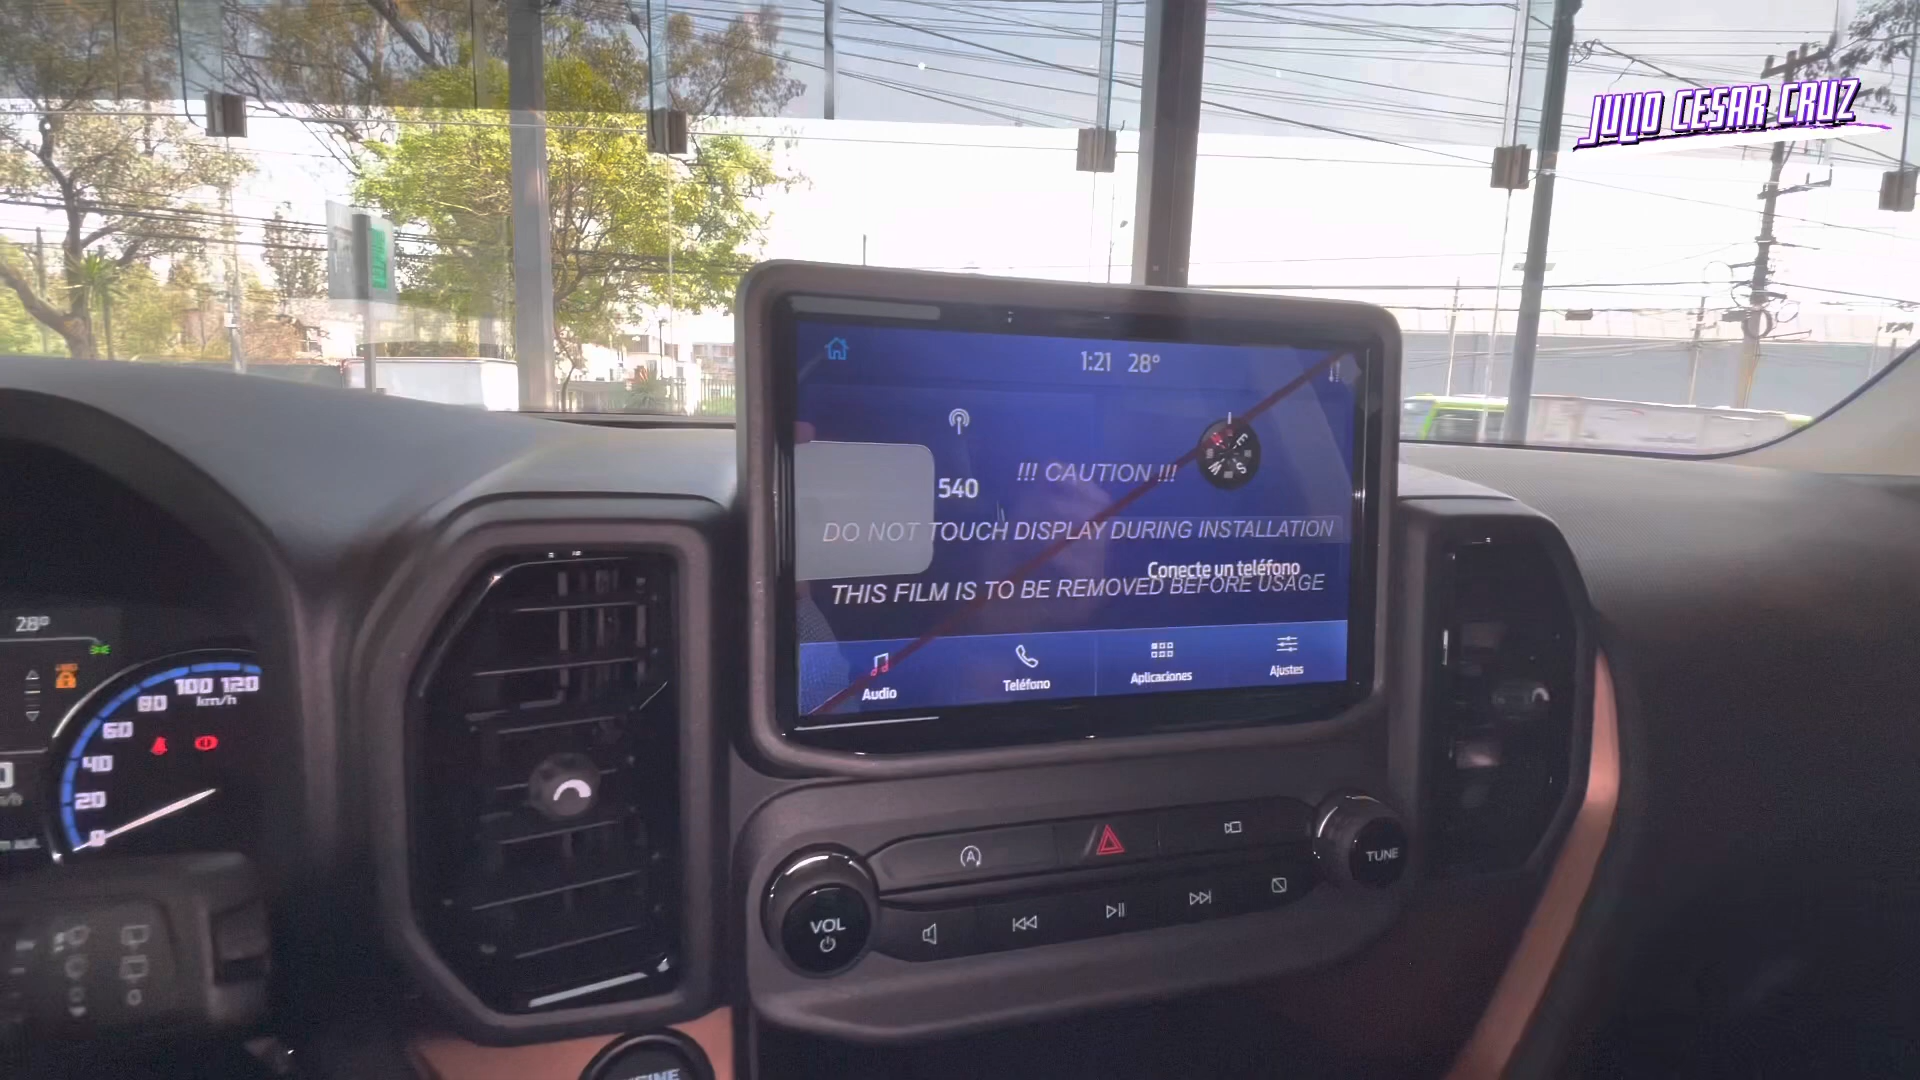 JULIO CESAR CRUZ
1:21 28°
540
!!! CAUTION !!!
DO NOT TOUCH DISPLAY DURING INSTALLATION
Conecte un teléfono
THIS FILM IS TO BE REMOVED BEFORE USAGE
Audio
Teléfono
Aplicaciones
Ajustes
28°
0 20 40 60 80 100 120
km/h
A
VOL
TUNE